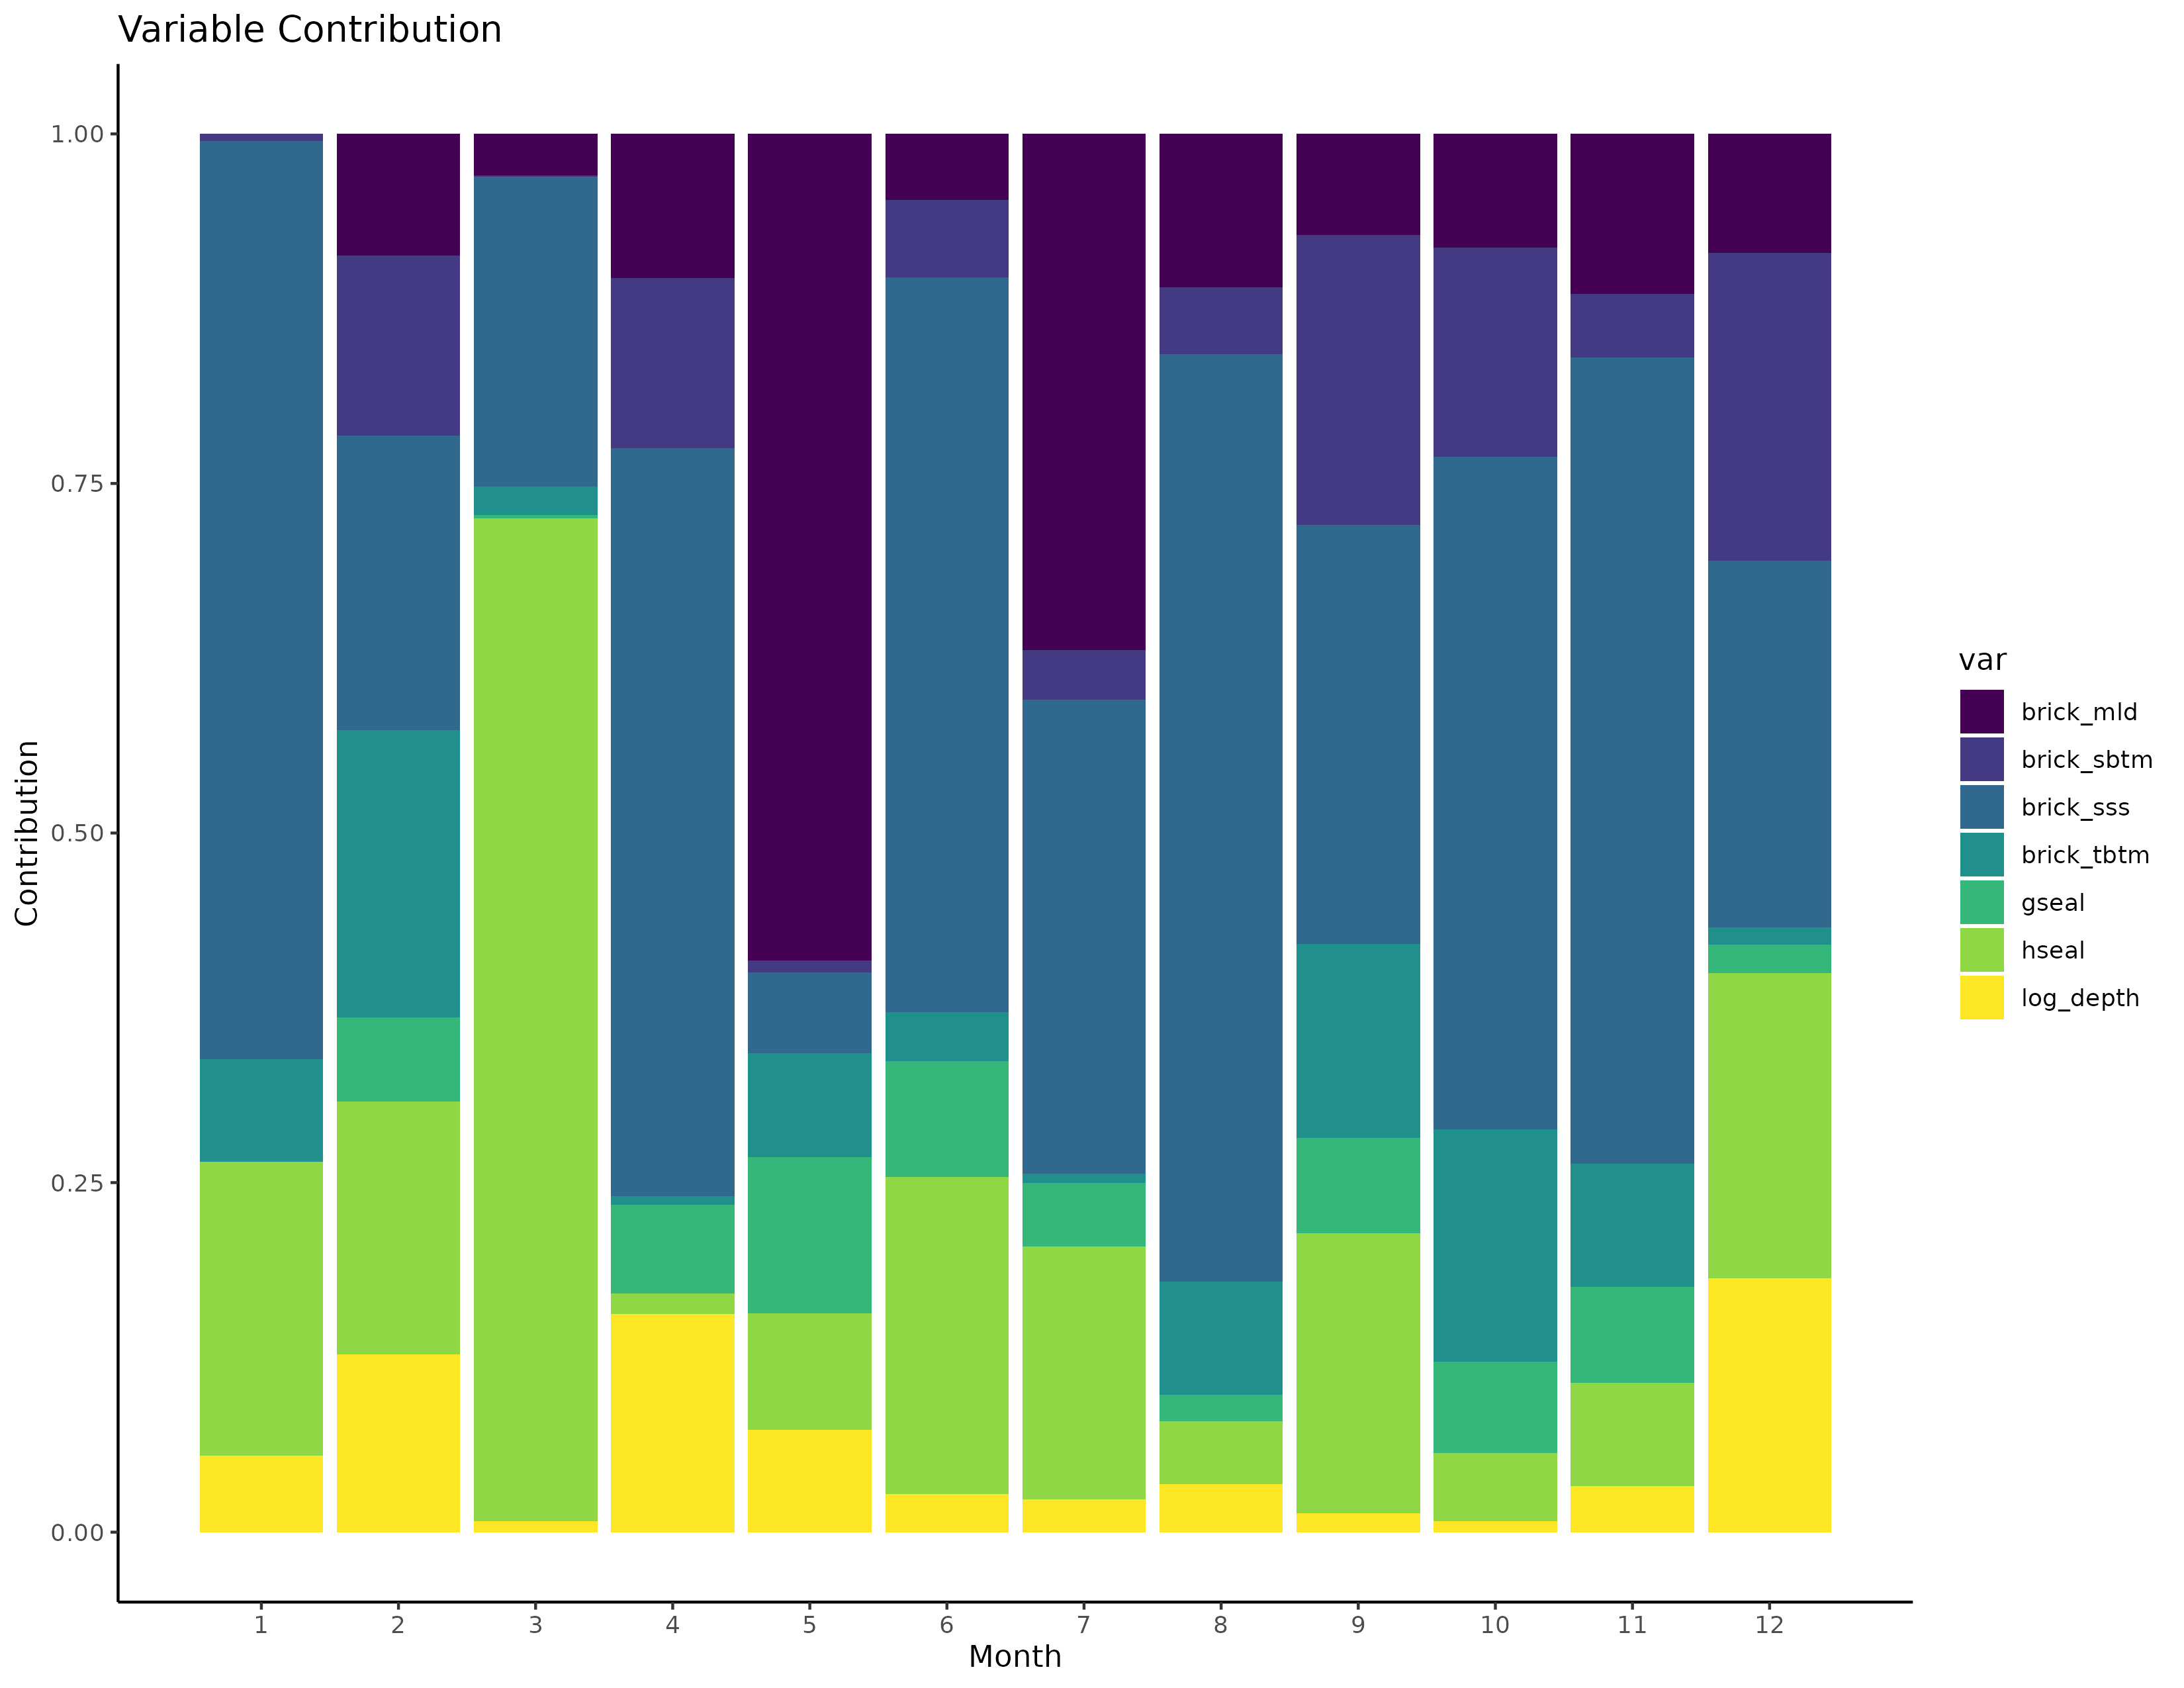 Variable Contribution
1.00
0.75
0.50
0.25
0.00
Contribution
1 2 3 4 5 6 7 8 9 10 11 12
Month
var
brick_mld
brick_sbtm
brick_sss
brick_tbtm
gseal
hseal
log_depth